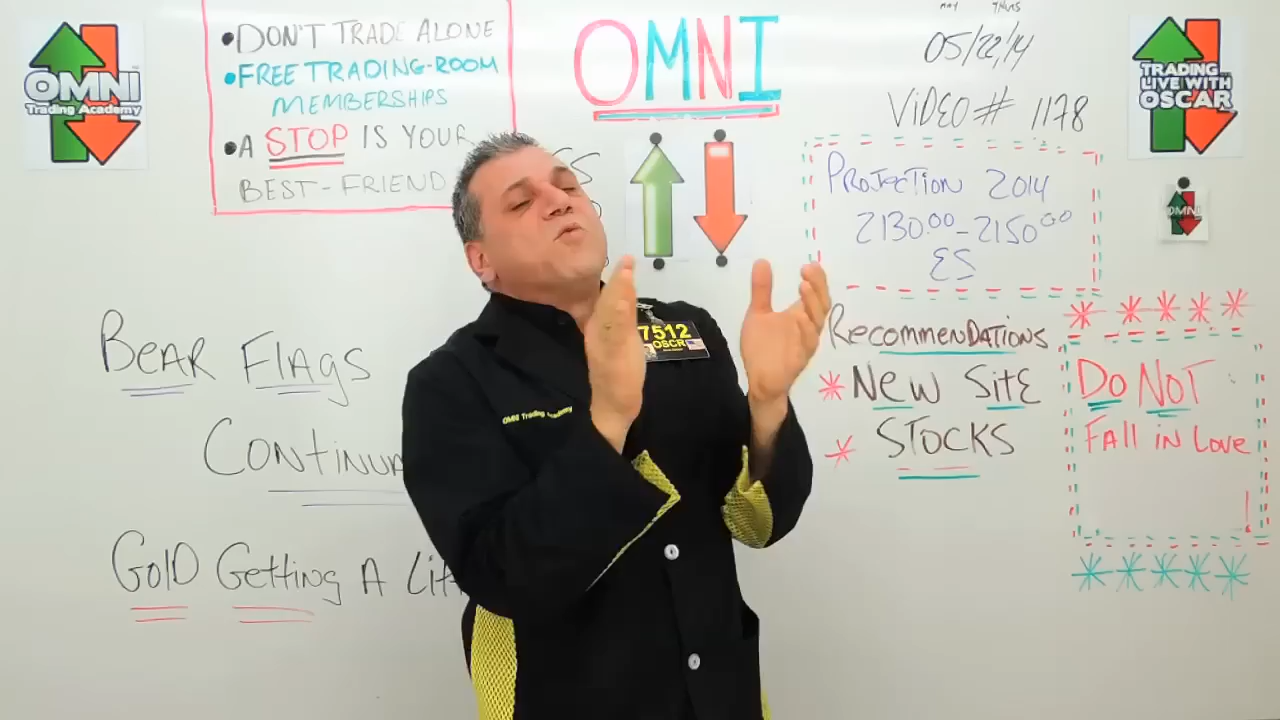 OMNI
Trading Academy
•DON'T TRADE ALONE
•FREE TRADING-ROOM
MEMBERSHIPS
•A STOP IS YOUR
BEST-FRIEND
OMNI
05/22/14
VIDEO # 1178
TRADING
LIVE WITH
OSCAR
OMNI
PROJECTION 2014
2130.00-2150.00
ES
RECOMMENDATIONS
* NEW SITE
* STOCKS
* * * * *
DO NOT
FALL IN LOVE
!
* * * * *
BEAR FLAGS
CONTINUA
GOLD GETTING A LIF
7512
OSCR
OMNI Trading Academy